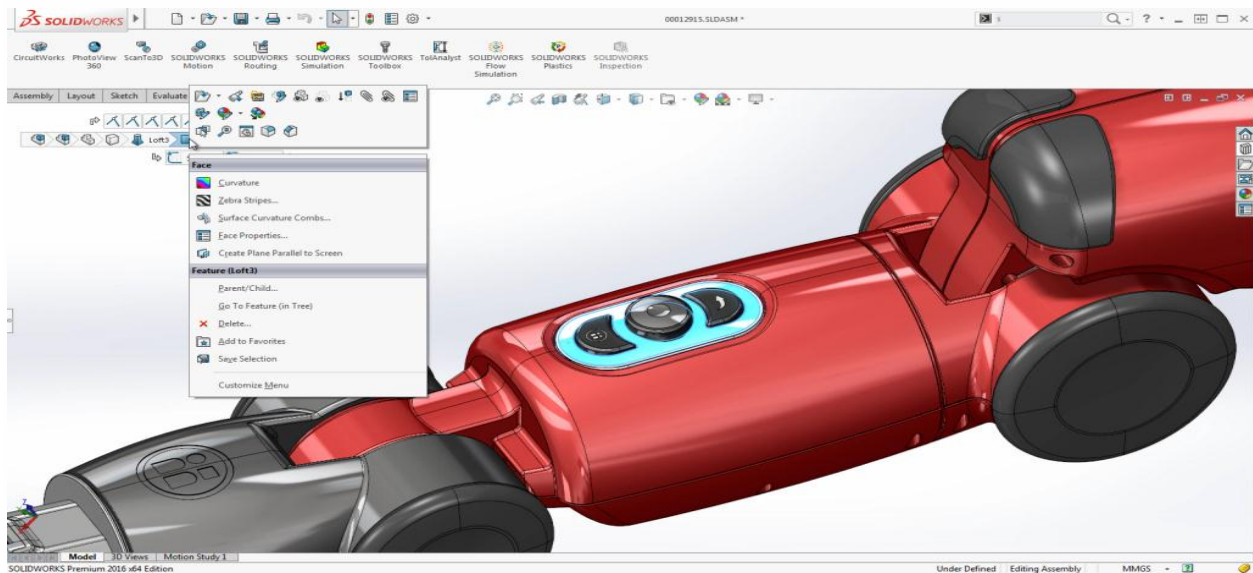 SOLIDWORKS
00012915.SLDASM *
s
CircuitWorks PhotoView 360 ScanTo3D SOLIDWORKS Motion SOLIDWORKS Routing SOLIDWORKS Simulation SOLIDWORKS Toolbox TolAnalyst SOLIDWORKS Flow Simulation SOLIDWORKS Plastics SOLIDWORKS Inspection
Assembly Layout Sketch Evaluate
Loft3
Face
Curvature
Zebra Stripes...
Surface Curvature Combs...
Face Properties...
Create Plane Parallel to Screen
Feature (Loft3)
Parent/Child...
Go To Feature (in Tree)
Delete...
Add to Favorites
Save Selection
Customize Menu
Z
Model 3D Views Motion Study 1
SOLIDWORKS Premium 2016 x64 Edition Under Defined Editing Assembly MMGS